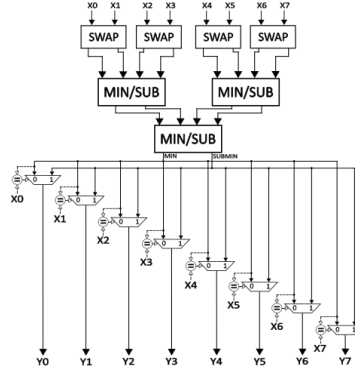 X0 X1 X2 X3 X4 X5 X6 X7
SWAP SWAP SWAP SWAP
MIN/SUB MIN/SUB
MIN/SUB
MIN SUBMIN
= 0 1
X0
= 0 1
X1
= 0 1
X2
= 0 1
X3
= 0 1
X4
= 0 1
X5
= 0 1
X6
= 0 1
X7
Y0 Y1 Y2 Y3 Y4 Y5 Y6 Y7